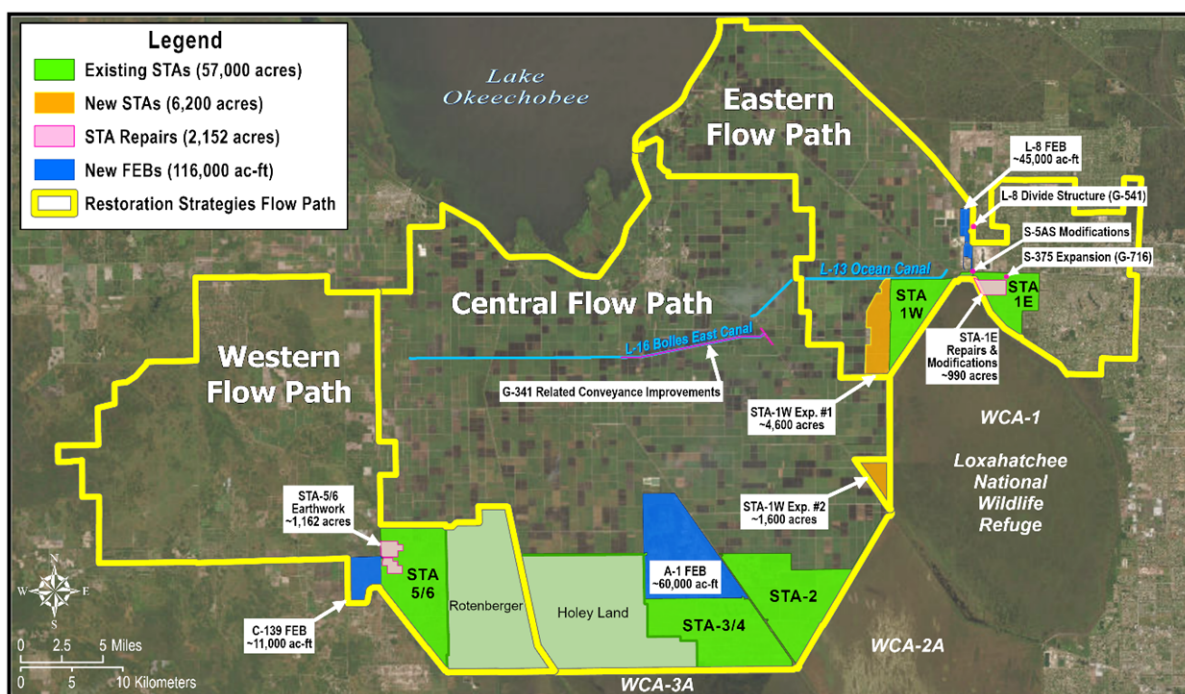 Legend
Existing STAs (57,000 acres)
New STAs (6,200 acres)
STA Repairs (2,152 acres)
New FEBs (116,000 ac-ft)
Restoration Strategies Flow Path
Lake
Okeechobee
Eastern
Flow Path
L-8 FEB
~45,000 ac-ft
L-8 Divide Structure (G-541)
S-5AS Modifications
S-375 Expansion (G-716)
L-13 Ocean Canal
STA
1W
STA
1E
Central Flow Path
L-16 Bolles East Canal
G-341 Related Conveyance Improvements
Western
Flow Path
STA-1E
Repairs &
Modifications
~990 acres
STA-1W Exp. #1
~4,600 acres
WCA-1
Loxahatchee
National
Wildlife
Refuge
STA-1W Exp. #2
~1,600 acres
STA-5/6
Earthwork
~1,162 acres
STA
5/6
Rotenberger
Holey Land
A-1 FEB
~60,000 ac-ft
STA-2
STA-3/4
C-139 FEB
~11,000 ac-ft
WCA-2A
WCA-3A
N
W
E
S
0 2.5 5 Miles
0 5 10 Kilometers